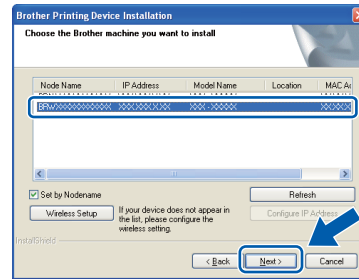 Brother Printing Device Installation
Choose the Brother machine you want to install
Node Name IP Address Model Name Location MAC Ad
BRWXXXXXXXXXXXX XXX.XXX.X.XX XXX-XXXXX XX:XX:X
Set by Nodename
Refresh
Wireless Setup
If your device does not appear in
the list, please configure the
wireless setting.
Configure IP Address
InstallShield
< Back Next > Cancel